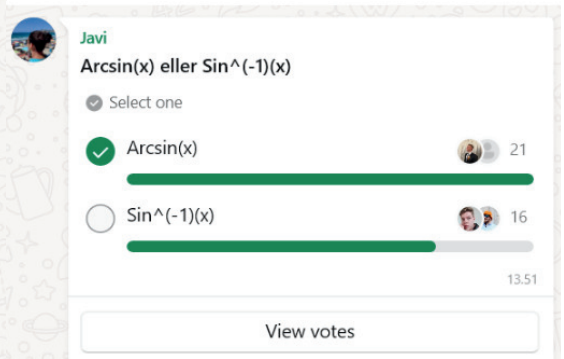 Javi
Arcsin(x) eller Sin^(-1)(x)
Select one
Arcsin(x) 21
Sin^(-1)(x) 16
13.51
View votes